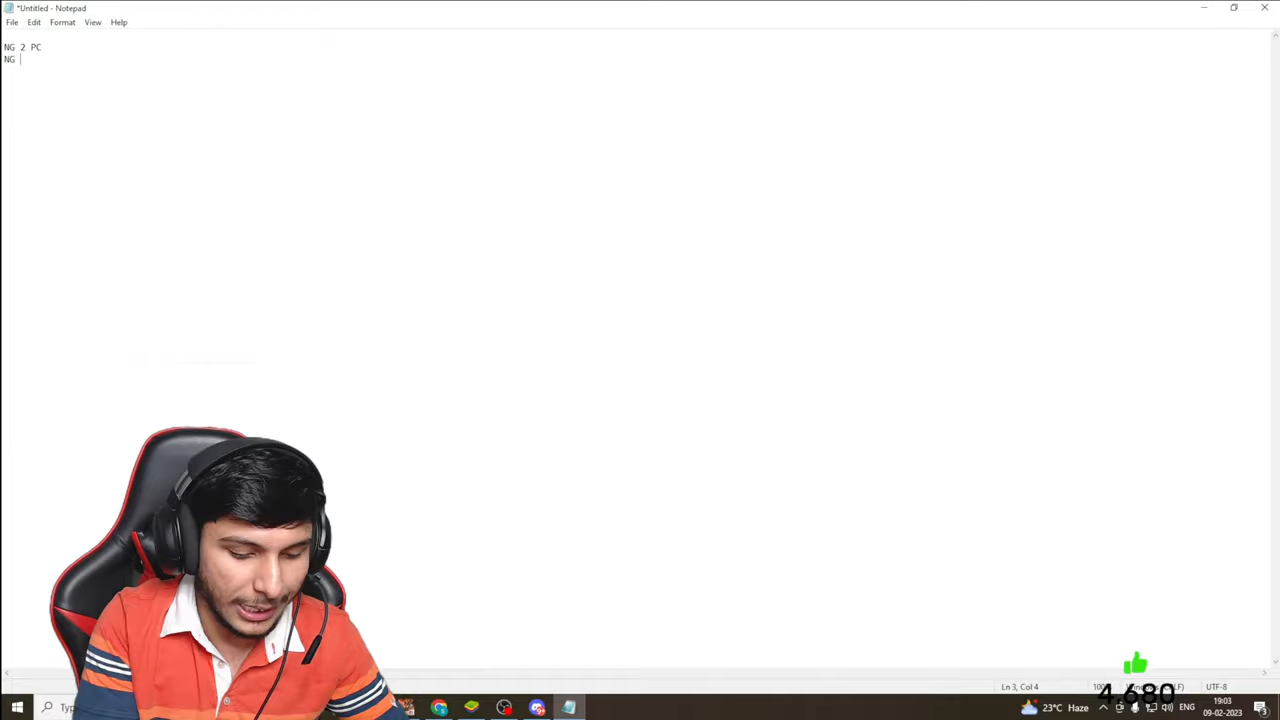 *Untitled - Notepad
File Edit Format View Help
NG 2 PC
NG
Ln 3, Col 4
UTF-8
4,680
23°C Haze
ENG
19:03
09-02-2023
3